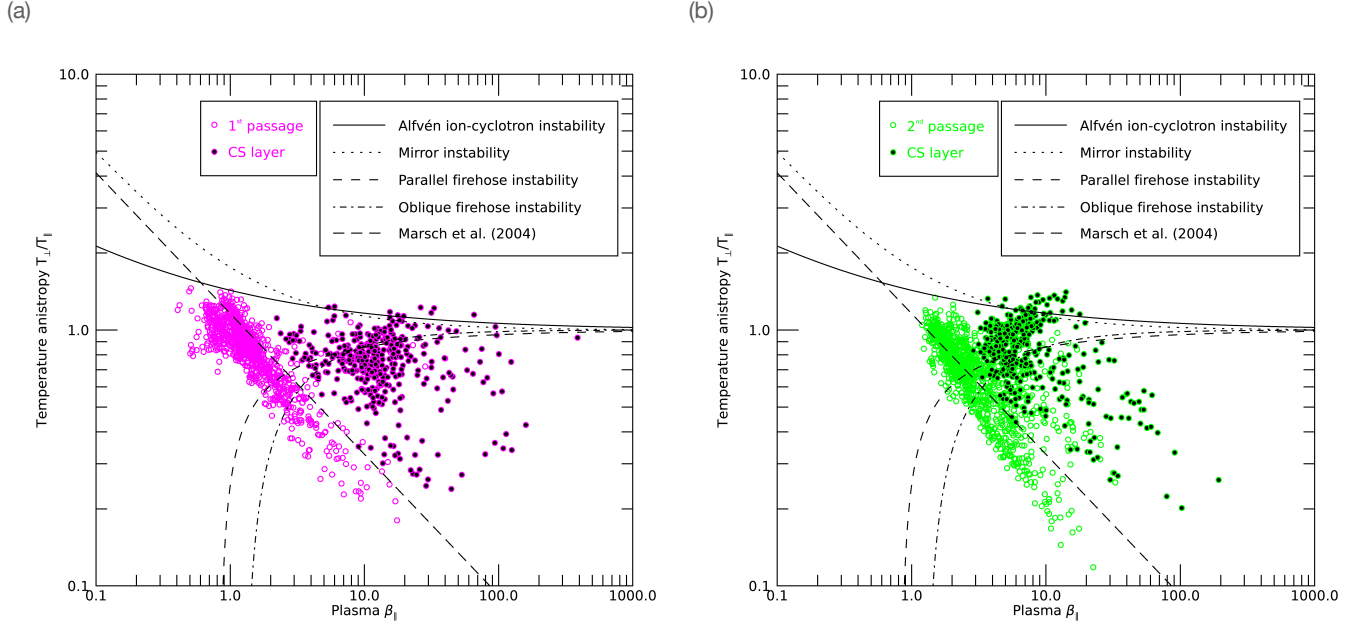 (a)
(b)
10.0
1.0
0.1
Temperature anisotropy T⊥/T∥
1st passage
CS layer
Alfvén ion-cyclotron instability
Mirror instability
Parallel firehose instability
Oblique firehose instability
Marsch et al. (2004)
0.1
1.0
10.0
100.0
1000.0
Plasma β∥
10.0
1.0
0.1
Temperature anisotropy T⊥/T∥
2nd passage
CS layer
Alfvén ion-cyclotron instability
Mirror instability
Parallel firehose instability
Oblique firehose instability
Marsch et al. (2004)
0.1
1.0
10.0
100.0
1000.0
Plasma β∥